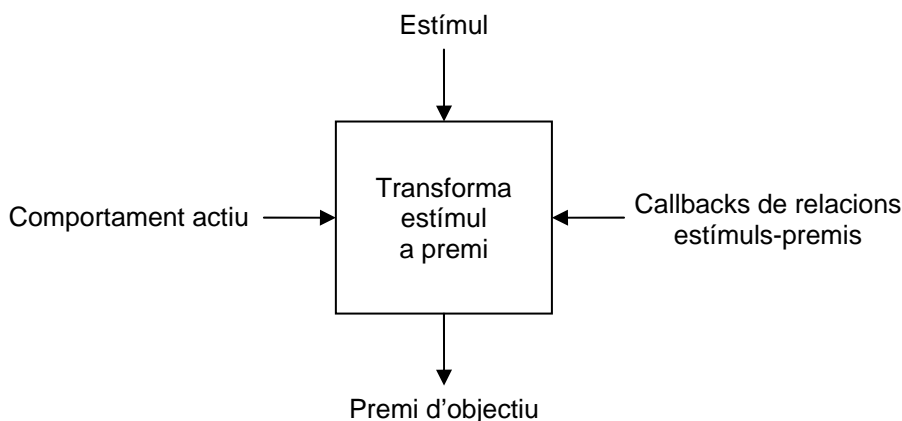 Estímul
Transforma
estímul
a premi
Comportament actiu
Callbacks de relacions
estímuls-premis
Premi d’objectiu